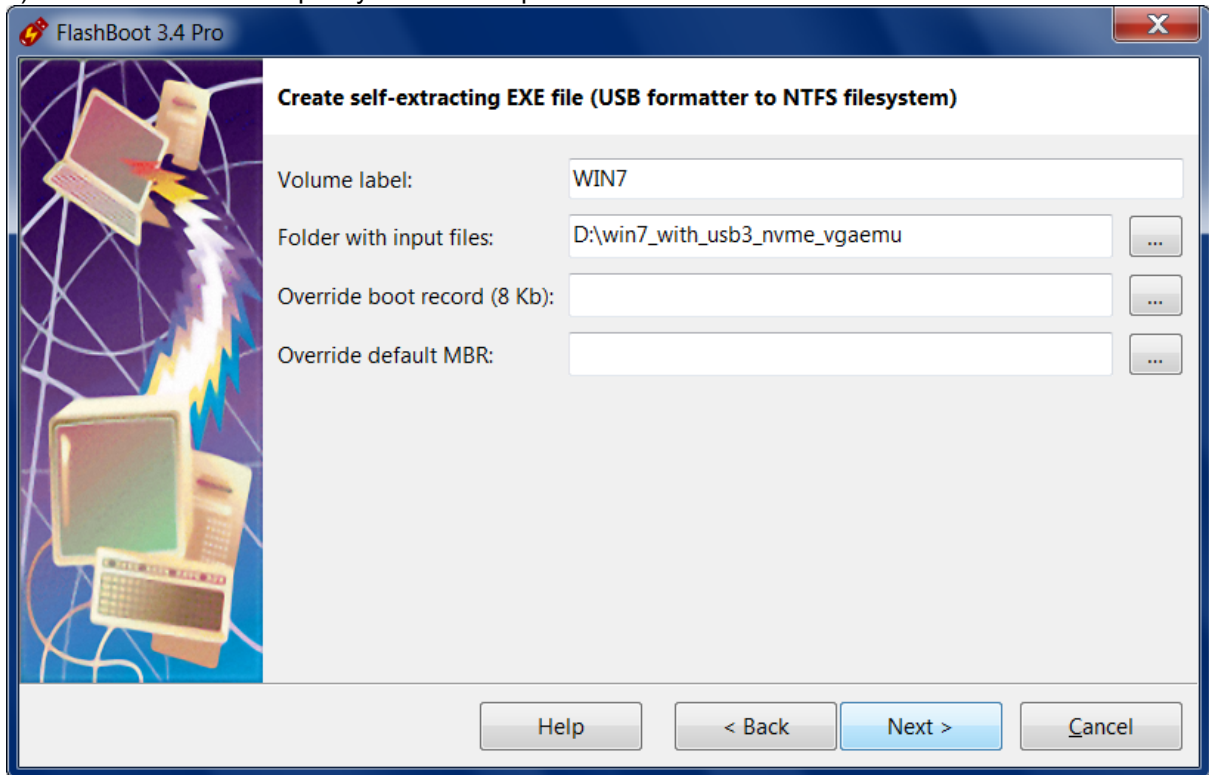 FlashBoot 3.4 Pro
X
Create self-extracting EXE file (USB formatter to NTFS filesystem)
Volume label: WIN7
Folder with input files: D:\win7_with_usb3_nvme_vgaemu ...
Override boot record (8 Kb): ...
Override default MBR: ...
Help < Back Next > Cancel